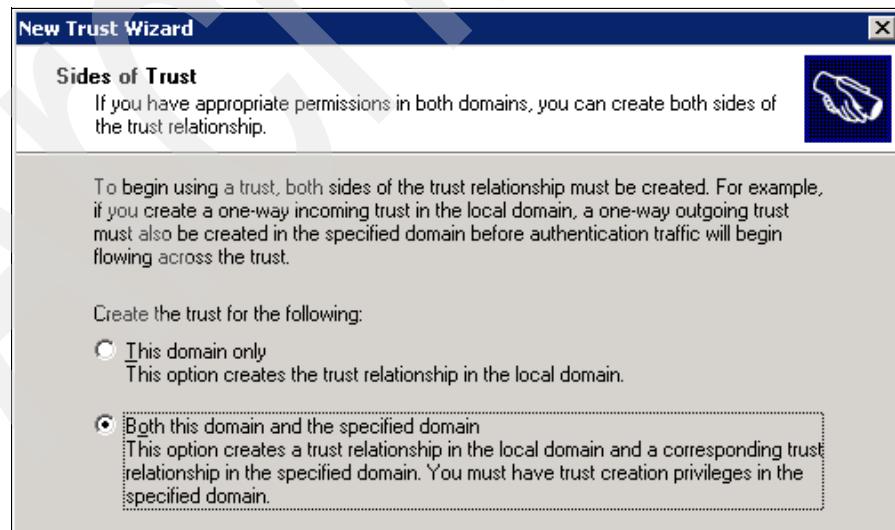 New Trust Wizard
Sides of Trust
If you have appropriate permissions in both domains, you can create both sides of
the trust relationship.
To begin using a trust, both sides of the trust relationship must be created. For example,
if you create a one-way incoming trust in the local domain, a one-way outgoing trust
must also be created in the specified domain before authentication traffic will begin
flowing across the trust.
Create the trust for the following:
This domain only
This option creates the trust relationship in the local domain.
Both this domain and the specified domain
This option creates a trust relationship in the local domain and a corresponding trust
relationship in the specified domain. You must have trust creation privileges in the
specified domain.